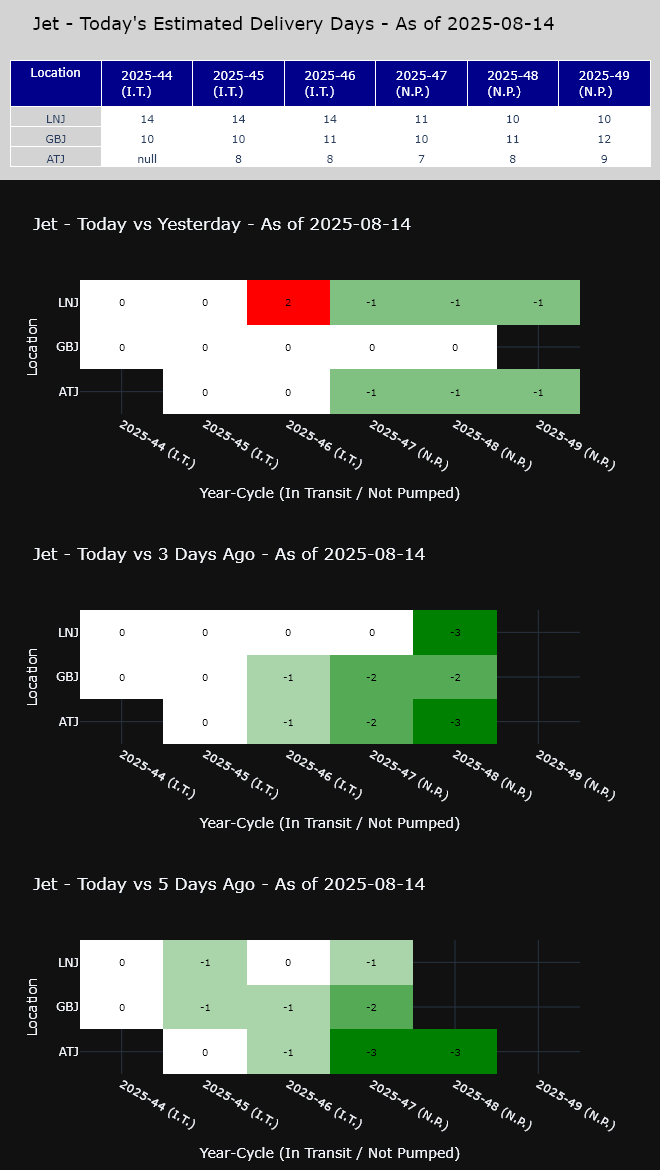 Jet - Today's Estimated Delivery Days - As of 2025-08-14
Location 2025-44 (I.T.) 2025-45 (I.T.) 2025-46 (I.T.) 2025-47 (N.P.) 2025-48 (N.P.) 2025-49 (N.P.)
LNJ 14 14 14 11 10 10
GBJ 10 10 11 10 11 12
ATJ null 8 8 7 8 9
Jet - Today vs Yesterday - As of 2025-08-14
Location
LNJ 0 0 2 -1 -1 -1
GBJ 0 0 0 0 0
ATJ 0 0 -1 -1 -1
2025-44 (I.T.) 2025-45 (I.T.) 2025-46 (I.T.) 2025-47 (N.P.) 2025-48 (N.P.) 2025-49 (N.P.)
Year-Cycle (In Transit / Not Pumped)
Jet - Today vs 3 Days Ago - As of 2025-08-14
Location
LNJ 0 0 0 0 -3
GBJ 0 0 -1 -2 -2
ATJ 0 -1 -2 -3
2025-44 (I.T.) 2025-45 (I.T.) 2025-46 (I.T.) 2025-47 (N.P.) 2025-48 (N.P.) 2025-49 (N.P.)
Year-Cycle (In Transit / Not Pumped)
Jet - Today vs 5 Days Ago - As of 2025-08-14
Location
LNJ 0 -1 0 -1
GBJ 0 -1 -1 -2
ATJ 0 -1 -3 -3
2025-44 (I.T.) 2025-45 (I.T.) 2025-46 (I.T.) 2025-47 (N.P.) 2025-48 (N.P.) 2025-49 (N.P.)
Year-Cycle (In Transit / Not Pumped)